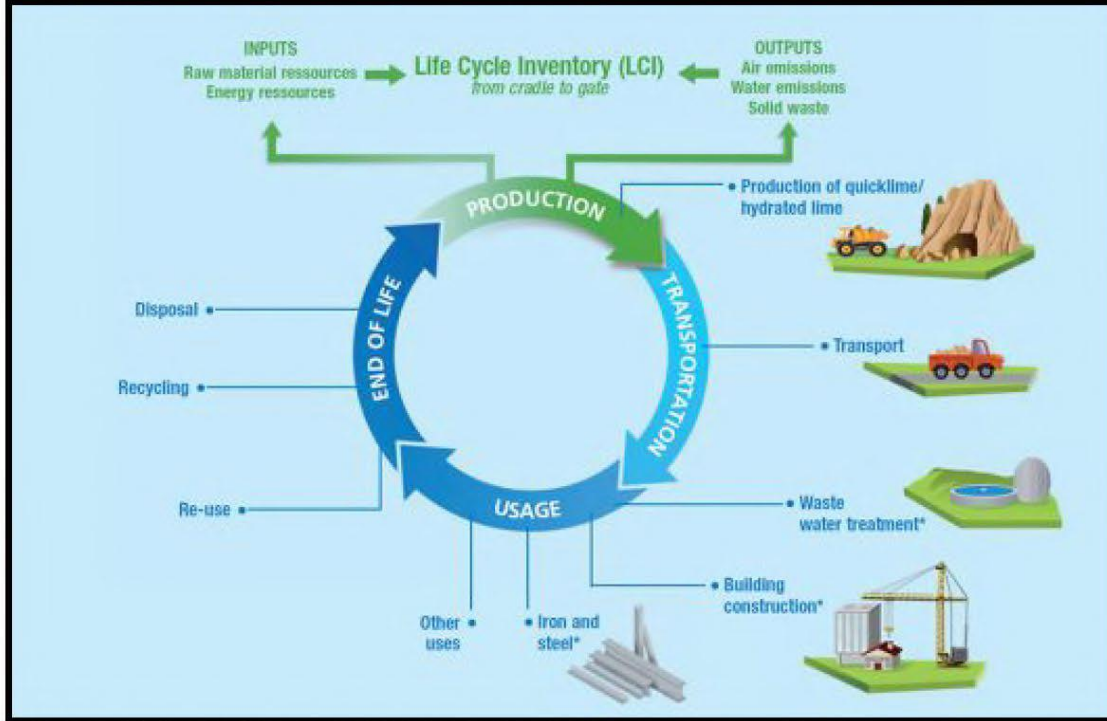 INPUTS
Raw material ressources
Energy ressources
Life Cycle Inventory (LCI)
from cradle to gate
OUTPUTS
Air emissions
Water emissions
Solid waste
PRODUCTION
• Production of quicklime/
hydrated lime
TRANSPORTATION
• Transport
USAGE
• Waste
water treatment*
• Building
construction*
• Iron and
steel*
Other •
uses
END OF LIFE
Re-use •
Recycling •
Disposal •